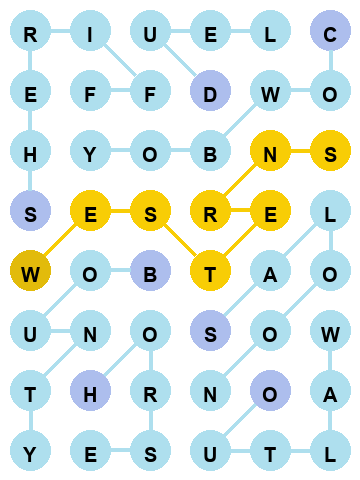 R I U E L C
E F F D W O
H Y O B N S
S E S R E L
W O B T A O
U N O S O W
T H R N O A
Y E S U T L